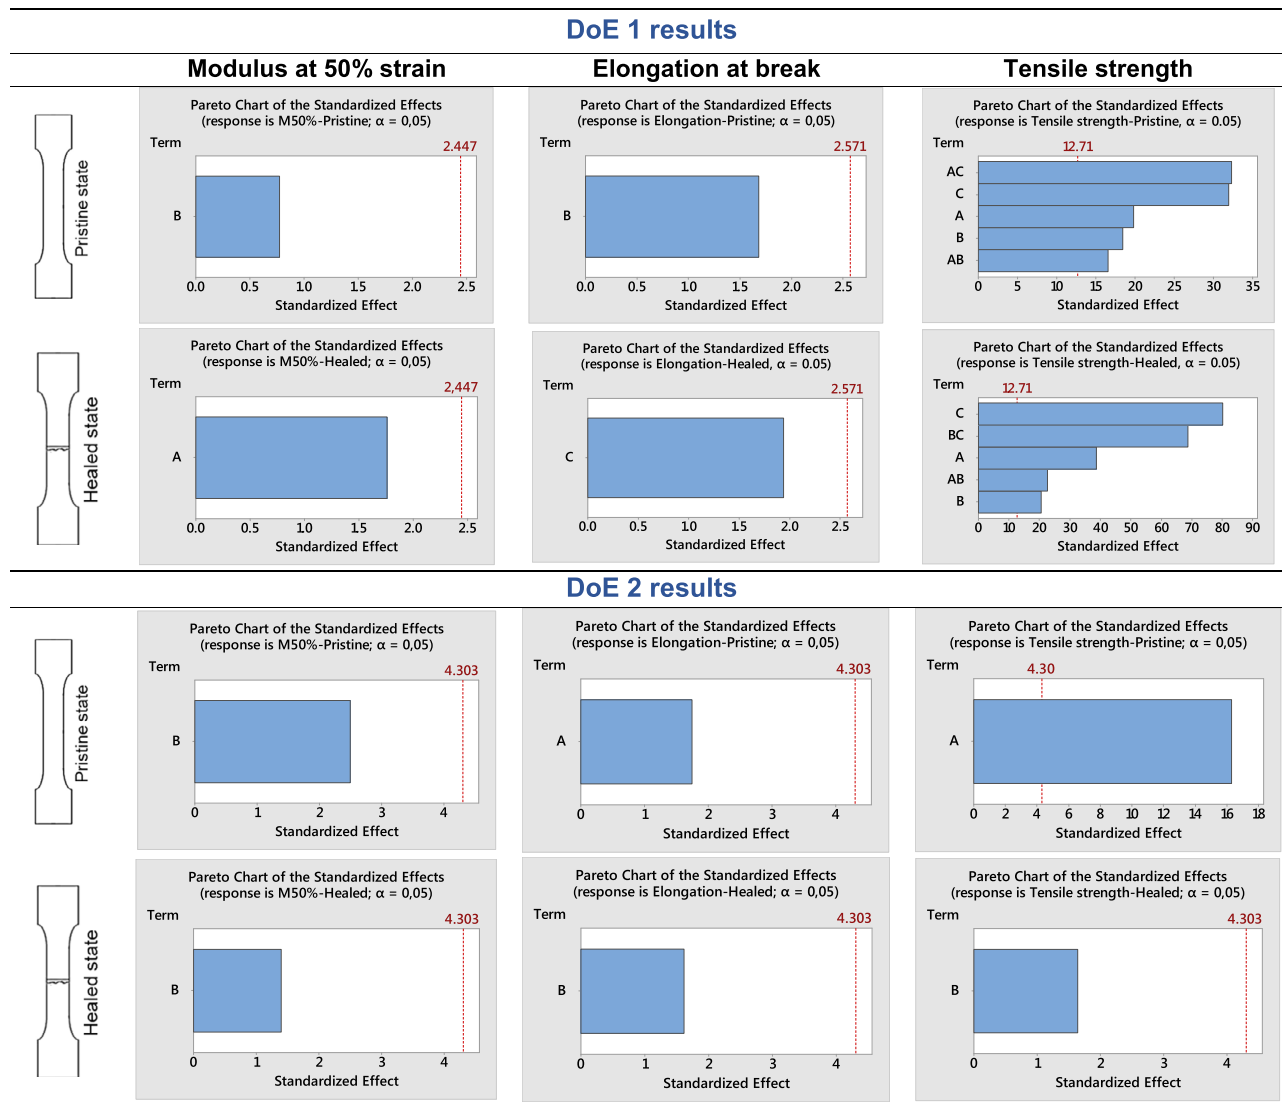 DoE 1 results
Modulus at 50% strain
Elongation at break
Tensile strength
Pristine state
Pareto Chart of the Standardized Effects
(response is M50%-Pristine; α = 0,05)
Term
2.447
B
0.0 0.5 1.0 1.5 2.0 2.5
Standardized Effect
Pareto Chart of the Standardized Effects
(response is Elongation-Pristine; α = 0,05)
Term
2.571
B
0.0 0.5 1.0 1.5 2.0 2.5
Standardized Effect
Pareto Chart of the Standardized Effects
(response is Tensile strength-Pristine, α = 0.05)
Term
12.71
AC
C
A
B
AB
0 5 10 15 20 25 30 35
Standardized Effect
Healed state
Pareto Chart of the Standardized Effects
(response is M50%-Healed; α = 0,05)
Term
2,447
A
0.0 0.5 1.0 1.5 2.0 2.5
Standardized Effect
Pareto Chart of the Standardized Effects
(response is Elongation-Healed, α = 0.05)
Term
2.571
C
0.0 0.5 1.0 1.5 2.0 2.5
Standardized Effect
Pareto Chart of the Standardized Effects
(response is Tensile strength-Healed, α = 0.05)
Term
12.71
C
BC
A
AB
B
0 10 20 30 40 50 60 70 80 90
Standardized Effect
DoE 2 results
Pristine state
Pareto Chart of the Standardized Effects
(response is M50%-Pristine; α = 0,05)
Term
4.303
B
0 1 2 3 4
Standardized Effect
Pareto Chart of the Standardized Effects
(response is Elongation-Pristine; α = 0,05)
Term
4.303
A
0 1 2 3 4
Standardized Effect
Pareto Chart of the Standardized Effects
(response is Tensile strength-Pristine; α = 0,05)
Term
4.30
A
0 2 4 6 8 10 12 14 16 18
Standardized Effect
Healed state
Pareto Chart of the Standardized Effects
(response is M50%-Healed; α = 0,05)
Term
4.303
B
0 1 2 3 4
Standardized Effect
Pareto Chart of the Standardized Effects
(response is Elongation-Healed; α = 0,05)
Term
4.303
B
0 1 2 3 4
Standardized Effect
Pareto Chart of the Standardized Effects
(response is Tensile strength-Healed; α = 0,05)
Term
4.303
B
0 1 2 3 4
Standardized Effect